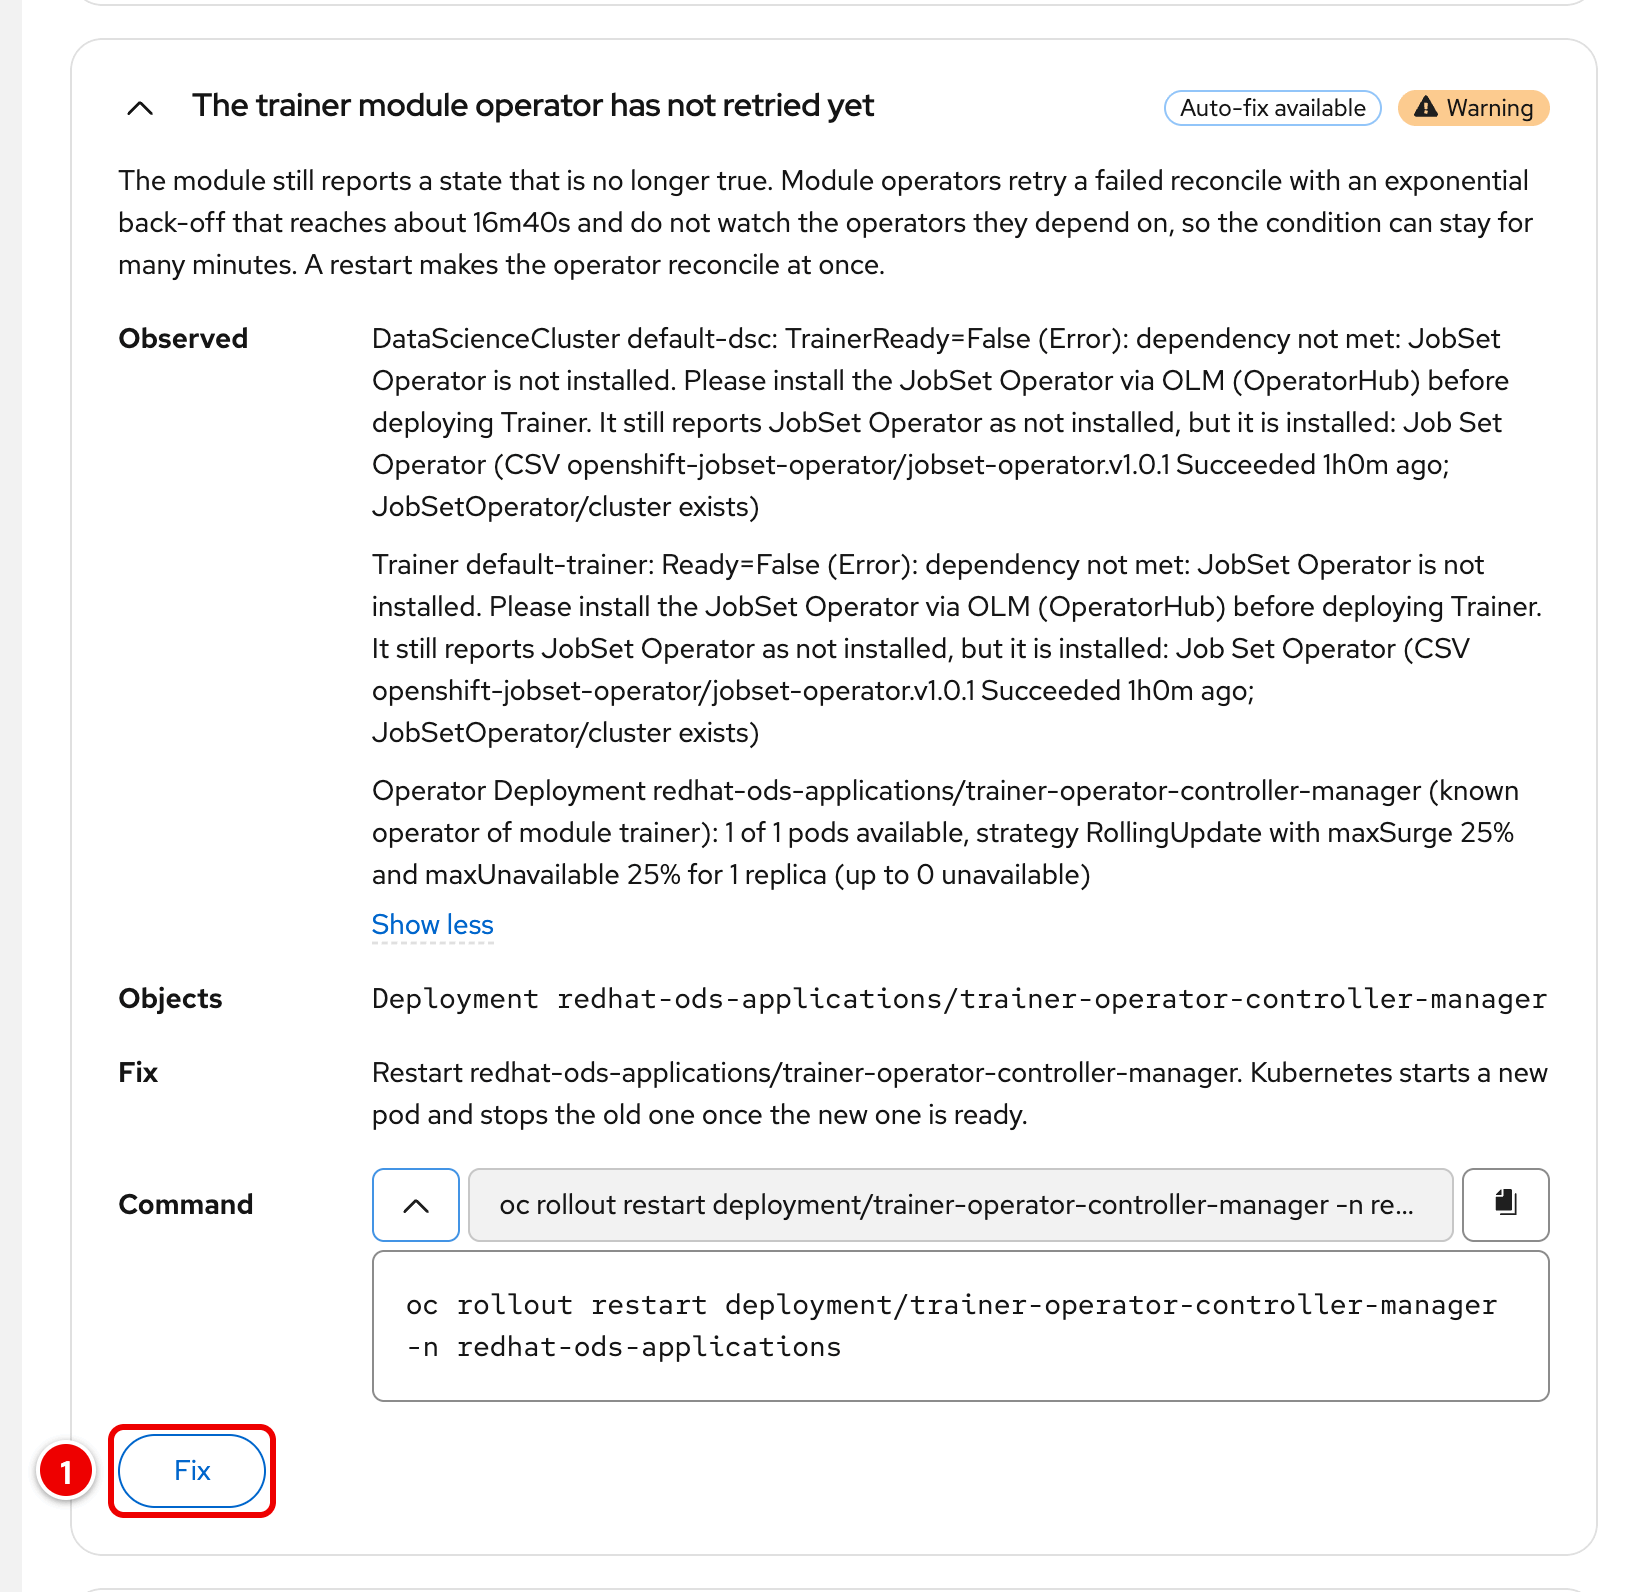 The trainer module operator has not retried yet
Auto-fix available
Warning
The module still reports a state that is no longer true. Module operators retry a failed reconcile with an exponential
back-off that reaches about 16m40s and do not watch the operators they depend on, so the condition can stay for
many minutes. A restart makes the operator reconcile at once.
Observed
DataScienceCluster default-dsc: TrainerReady=False (Error): dependency not met: JobSet
Operator is not installed. Please install the JobSet Operator via OLM (OperatorHub) before
deploying Trainer. It still reports JobSet Operator as not installed, but it is installed: Job Set
Operator (CSV openshift-jobset-operator/jobset-operator.v1.0.1 Succeeded 1h0m ago;
JobSetOperator/cluster exists)
Trainer default-trainer: Ready=False (Error): dependency not met: JobSet Operator is not
installed. Please install the JobSet Operator via OLM (OperatorHub) before deploying Trainer.
It still reports JobSet Operator as not installed, but it is installed: Job Set Operator (CSV
openshift-jobset-operator/jobset-operator.v1.0.1 Succeeded 1h0m ago;
JobSetOperator/cluster exists)
Operator Deployment redhat-ods-applications/trainer-operator-controller-manager (known
operator of module trainer): 1 of 1 pods available, strategy RollingUpdate with maxSurge 25%
and maxUnavailable 25% for 1 replica (up to 0 unavailable)
Show less
Objects
Deployment redhat-ods-applications/trainer-operator-controller-manager
Fix
Restart redhat-ods-applications/trainer-operator-controller-manager. Kubernetes starts a new
pod and stops the old one once the new one is ready.
Command
oc rollout restart deployment/trainer-operator-controller-manager -n re...
oc rollout restart deployment/trainer-operator-controller-manager
-n redhat-ods-applications
1
Fix